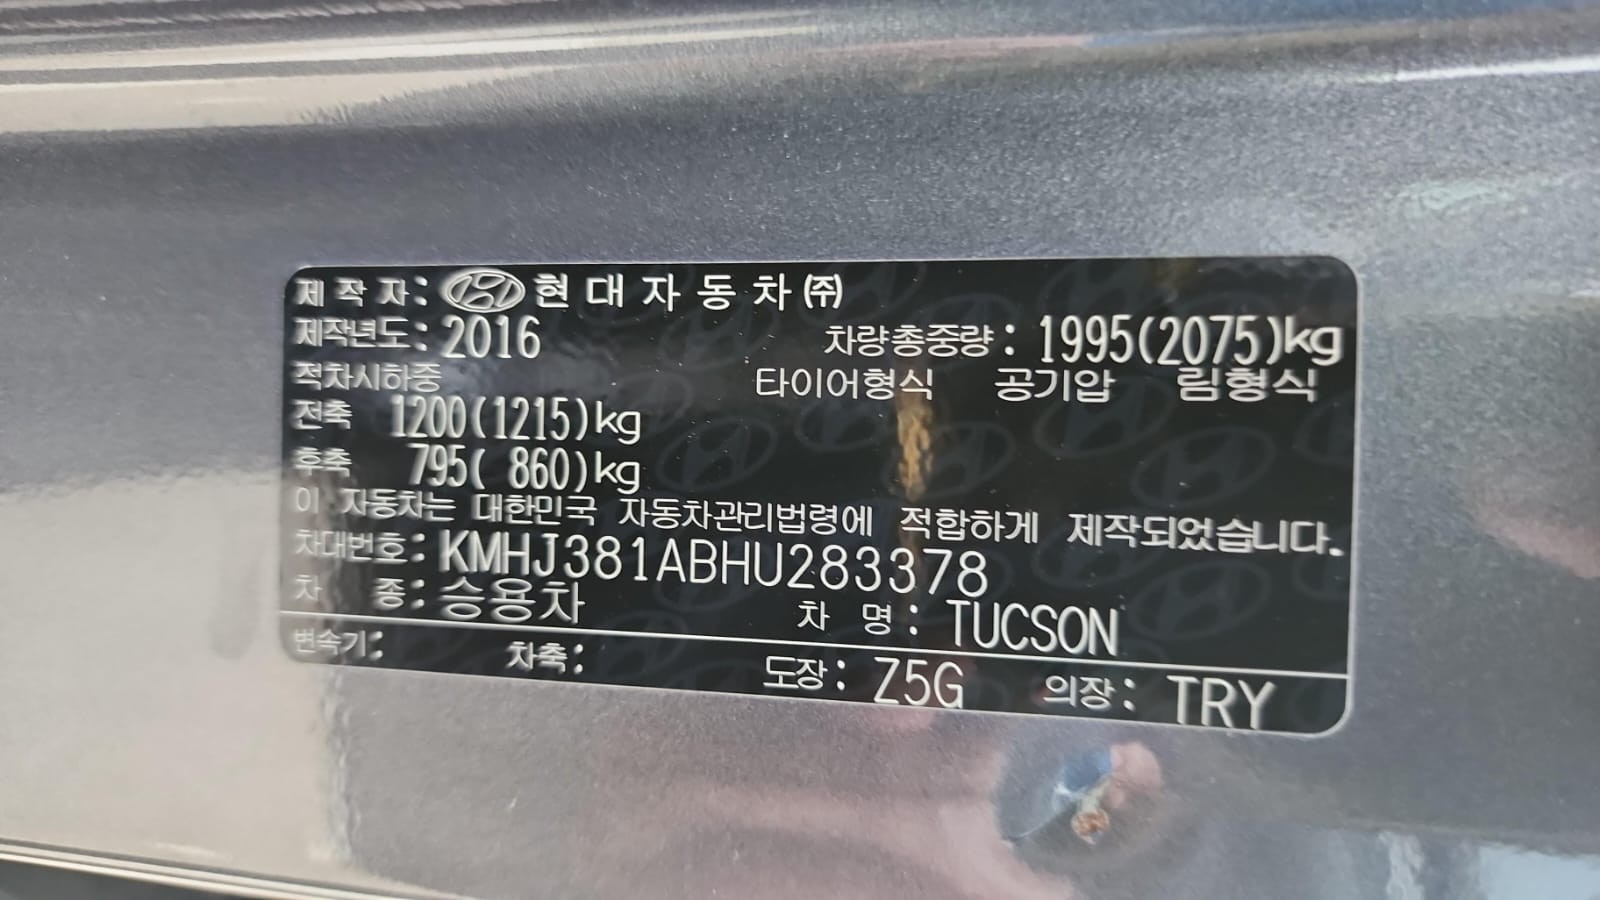 제 작 자: 현 대 자 동 차 ㈜
제작년도: 2016 차량총중량: 1995(2075)kg
적차시하중 타이어형식 공기압 림형식
전축 1200(1215)kg
후축 795( 860)kg
이 자동차는 대한민국 자동차관리법령에 적합하게 제작되었습니다.
차대번호: KMHJ381ABHU283378
차 종: 승용차 차 명: TUCSON
변속기: 차축: 도장: Z5G 의장: TRY